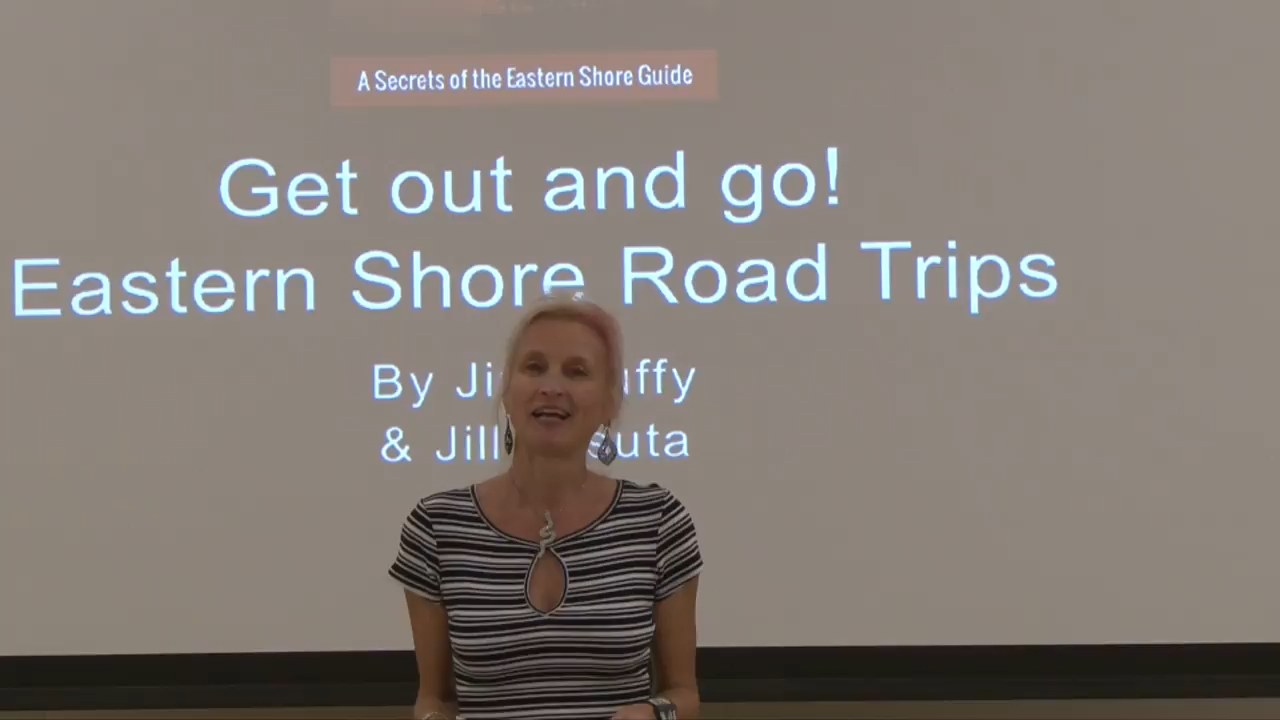 A Secrets of the Eastern Shore Guide
Get out and go!
Eastern Shore Road Trips
By
& Jill